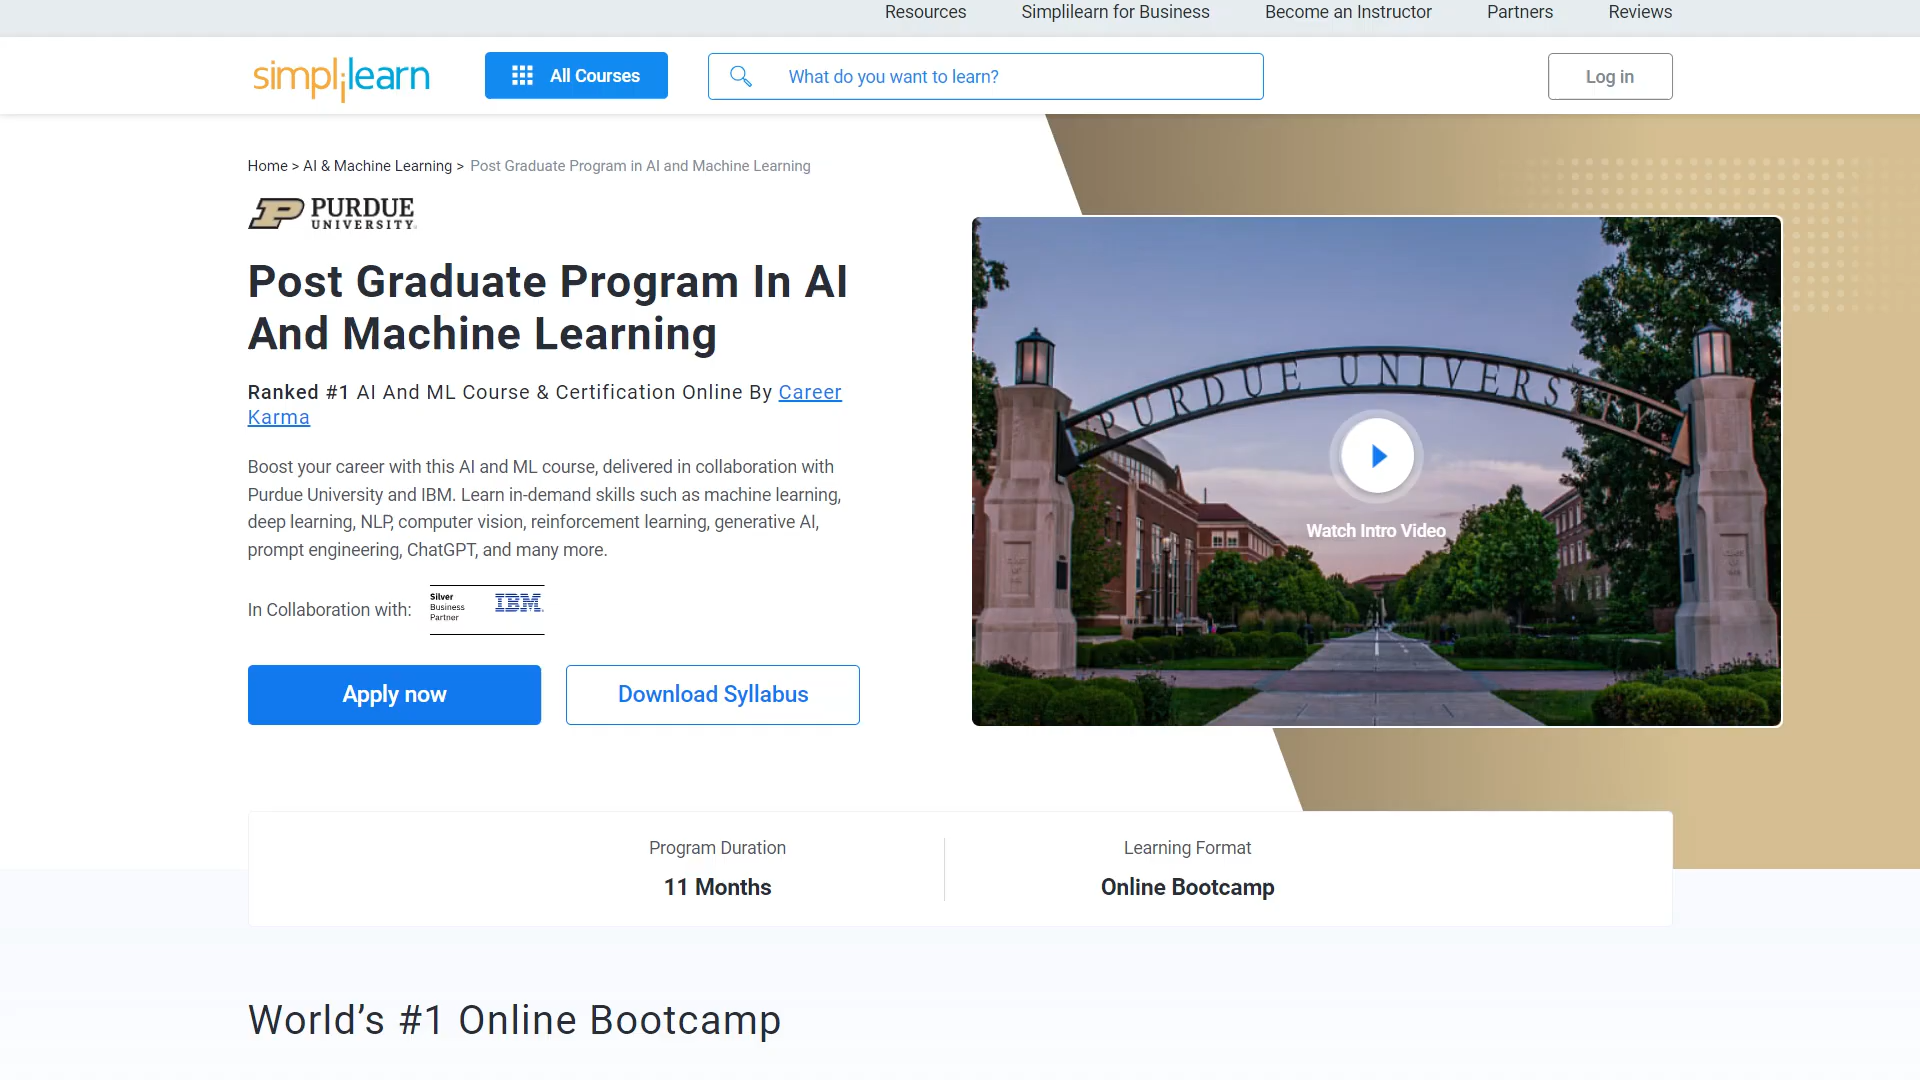 Resources Simplilearn for Business Become an Instructor Partners Reviews
simplilearn All Courses What do you want to learn? Log in
Home > AI & Machine Learning > Post Graduate Program in AI and Machine Learning
PURDUE
UNIVERSITY
Post Graduate Program In AI
And Machine Learning
Ranked #1 AI And ML Course & Certification Online By Career
Karma
Boost your career with this AI and ML course, delivered in collaboration with
Purdue University and IBM. Learn in-demand skills such as machine learning,
deep learning, NLP, computer vision, reinforcement learning, generative AI,
prompt engineering, ChatGPT, and many more.
In Collaboration with:
Silver
Business
Partner
IBM
Apply now
Download Syllabus
PURDUE UNIVERSITY
Watch Intro Video
Program Duration
11 Months
Learning Format
Online Bootcamp
World’s #1 Online Bootcamp